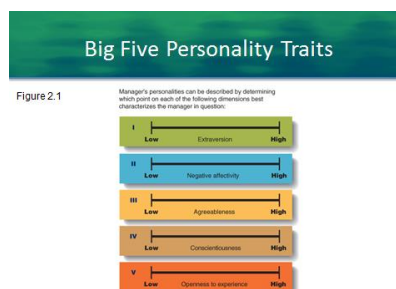 Big Five Personality Traits
Figure 2.1
Manager's personalities can be described by determining
which point on each of the following dimensions best
characterizes the manager in question:
I
Low Extraversion High
II
Low Negative affectivity High
III
Low Agreeableness High
IV
Low Conscientiousness High
V
Low Openness to experience High